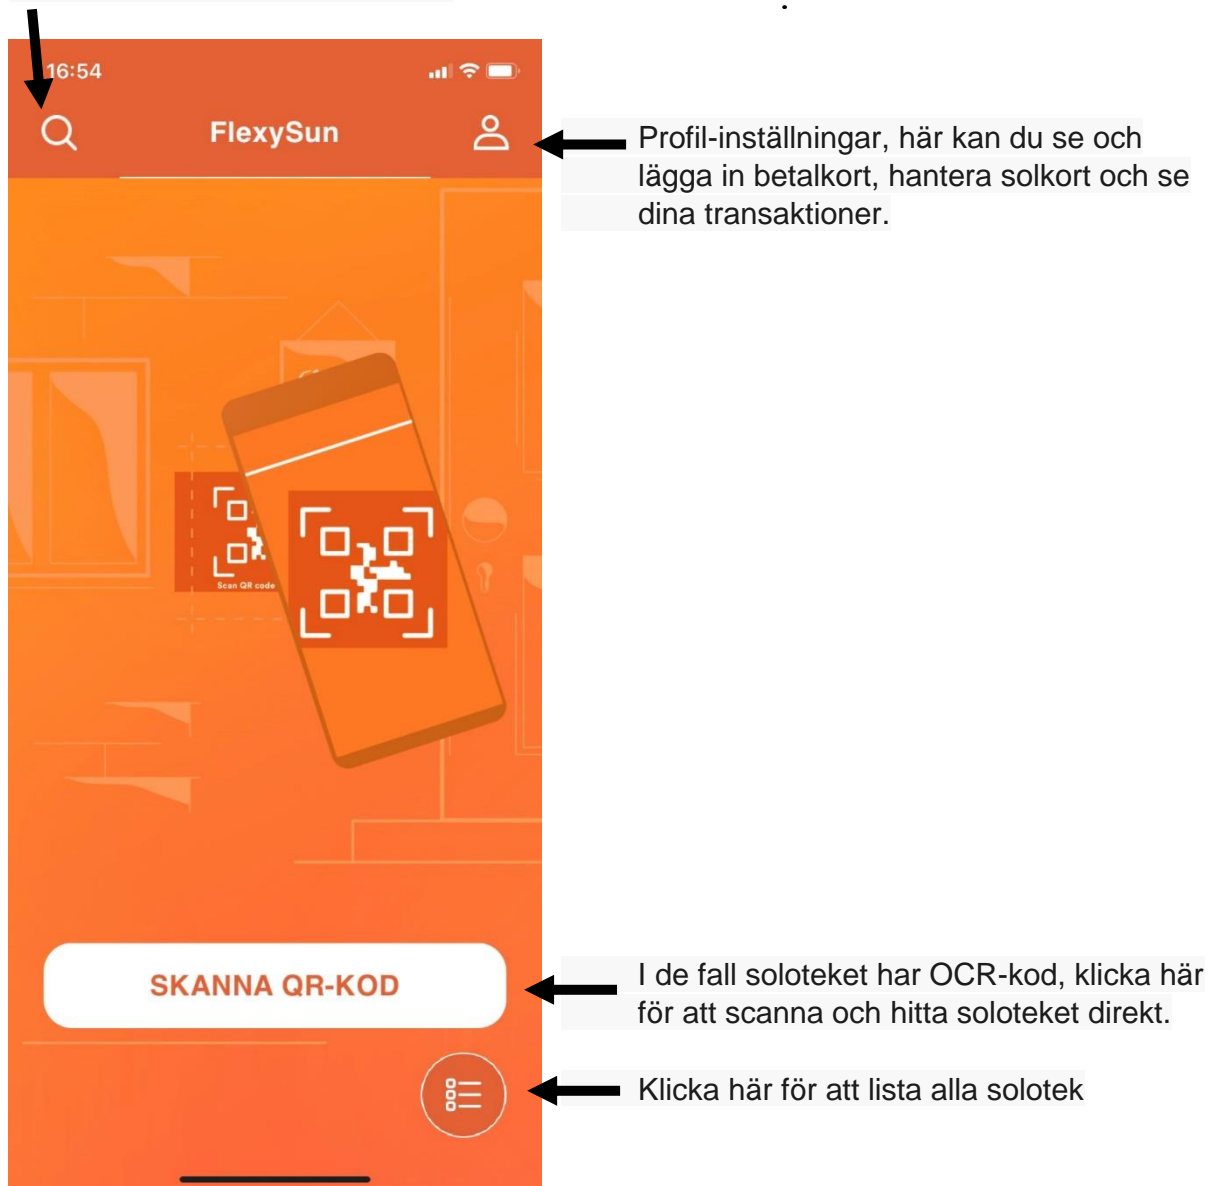 16:54
FlexySun
Profil-inställningar, här kan du se och
lägga in betalkort, hantera solkort och se
dina transaktioner.
Scan QR code
SKANNA QR-KOD
I de fall soloteket har OCR-kod, klicka här
för att scanna och hitta soloteket direkt.
Klicka här för att lista alla solotek